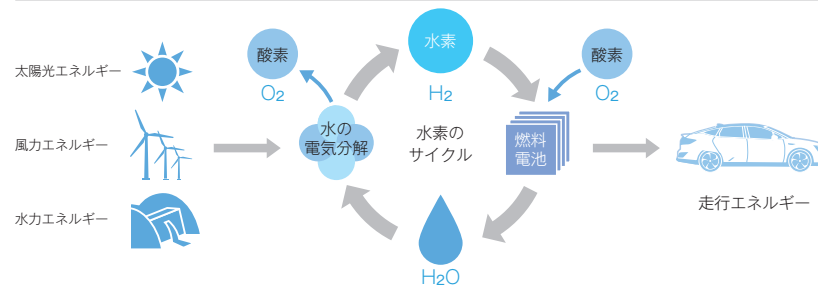 太陽光エネルギー
風力エネルギー
水力エネルギー
酸素
O2
水の
電気分解
水素
H2
水素の
サイクル
H2O
酸素
O2
燃料
電池
走行エネルギー